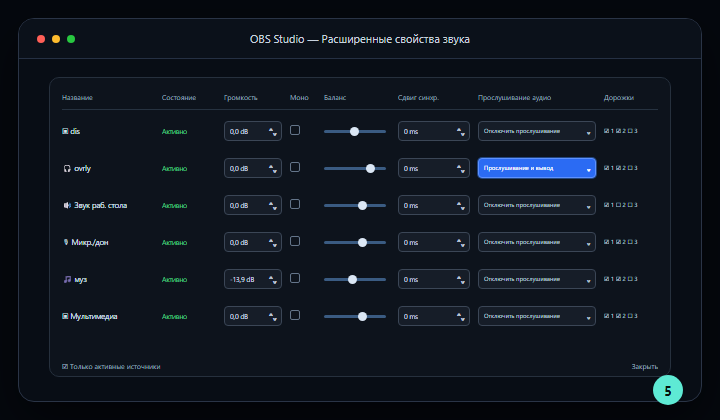 OBS Studio — Расширенные свойства звука
Название Состояние Громкость Моно Баланс Сдвиг синхр. Прослушивание аудио Дорожки
dis Активно 0,0 dB 0 ms Отключить прослушивание ☑ 1 ☑ 2 ☐ 3
ovrly Активно 0,0 dB 0 ms Прослушивание и вывод ☑ 1 ☑ 2 ☐ 3
Звук раб. стола Активно 0,0 dB 0 ms Отключить прослушивание ☑ 1 ☐ 2 ☐ 3
Микр./дон Активно 0,0 dB 0 ms Отключить прослушивание ☑ 1 ☑ 2 ☐ 3
муз Активно -13,9 dB 0 ms Отключить прослушивание ☑ 1 ☑ 2 ☐ 3
Мультимедиа Активно 0,0 dB 0 ms Отключить прослушивание ☑ 1 ☑ 2 ☐ 3
☑ Только активные источники Закрыть
5